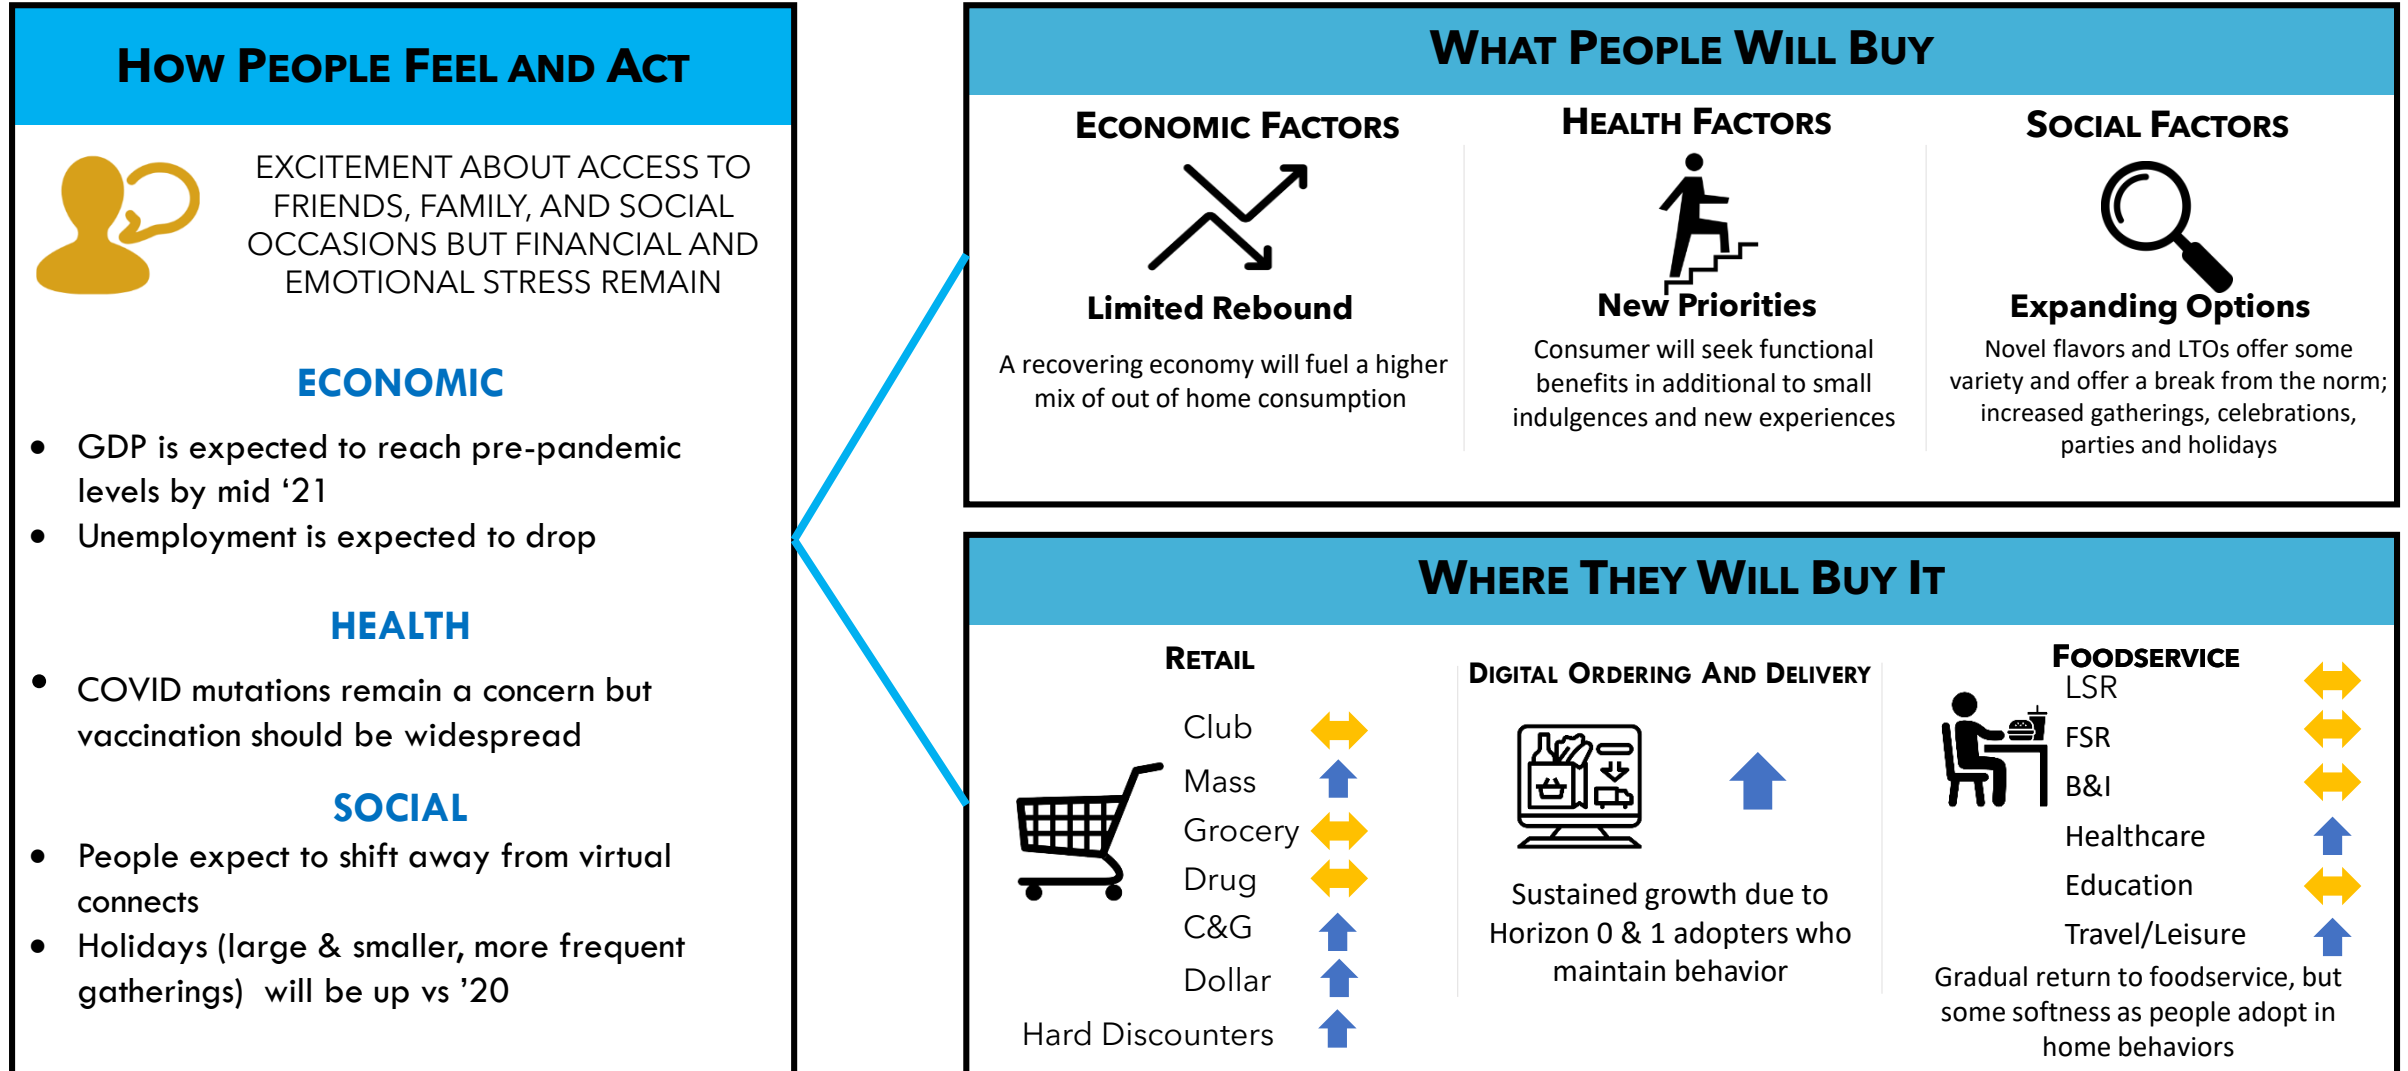 HOW PEOPLE FEEL AND ACT
EXCITEMENT ABOUT ACCESS TO
FRIENDS, FAMILY, AND SOCIAL
OCCASIONS BUT FINANCIAL AND
EMOTIONAL STRESS REMAIN
ECONOMIC
• GDP is expected to reach pre-pandemic
levels by mid ‘21
• Unemployment is expected to drop
HEALTH
• COVID mutations remain a concern but
vaccination should be widespread
SOCIAL
• People expect to shift away from virtual
connects
• Holidays (large & smaller, more frequent
gatherings) will be up vs ’20
WHAT PEOPLE WILL BUY
ECONOMIC FACTORS
Limited Rebound
A recovering economy will fuel a higher
mix of out of home consumption
HEALTH FACTORS
New Priorities
Consumer will seek functional
benefits in additional to small
indulgences and new experiences
SOCIAL FACTORS
Expanding Options
Novel flavors and LTOs offer some
variety and offer a break from the norm;
increased gatherings, celebrations,
parties and holidays
WHERE THEY WILL BUY IT
RETAIL
Club
Mass
Grocery
Drug
C&G
Dollar
Hard Discounters
DIGITAL ORDERING AND DELIVERY
Sustained growth due to
Horizon 0 & 1 adopters who
maintain behavior
FOODSERVICE
LSR
FSR
B&I
Healthcare
Education
Travel/Leisure
Gradual return to foodservice, but
some softness as people adopt in
home behaviors